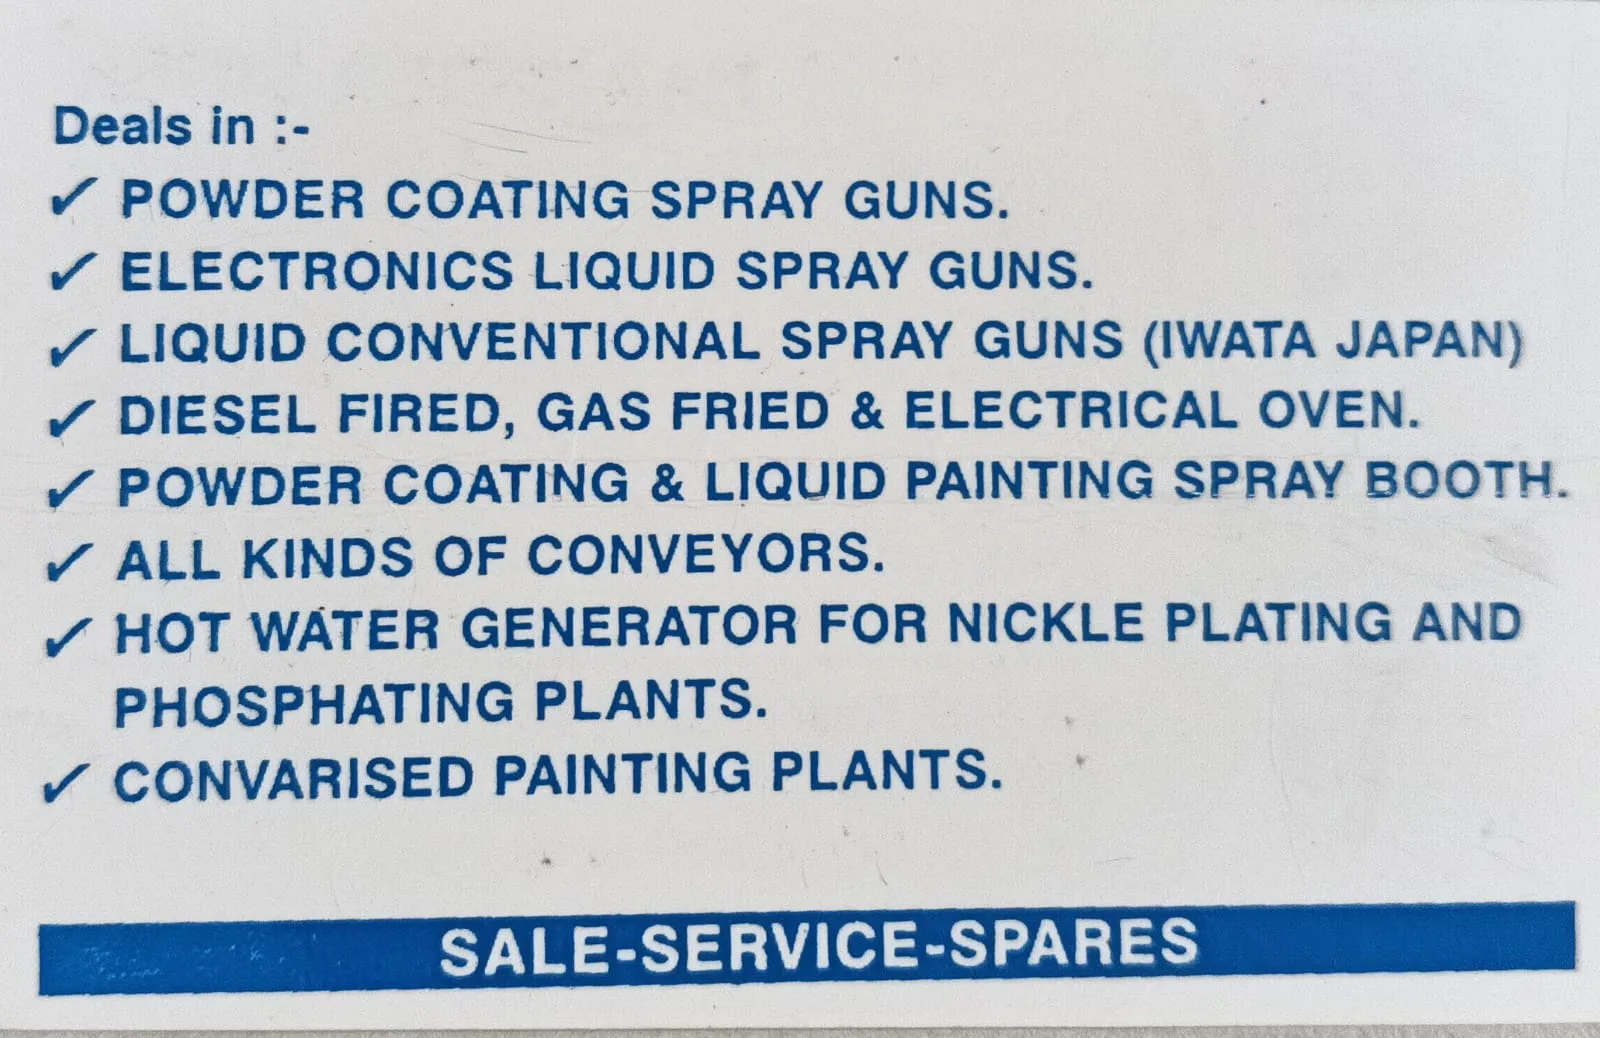 Deals in :-
✓ POWDER COATING SPRAY GUNS.
✓ ELECTRONICS LIQUID SPRAY GUNS.
✓ LIQUID CONVENTIONAL SPRAY GUNS (IWATA JAPAN)
✓ DIESEL FIRED, GAS FRIED & ELECTRICAL OVEN.
✓ POWDER COATING & LIQUID PAINTING SPRAY BOOTH.
✓ ALL KINDS OF CONVEYORS.
✓ HOT WATER GENERATOR FOR NICKLE PLATING AND
PHOSPHATING PLANTS.
✓ CONVARISED PAINTING PLANTS.
SALE-SERVICE-SPARES